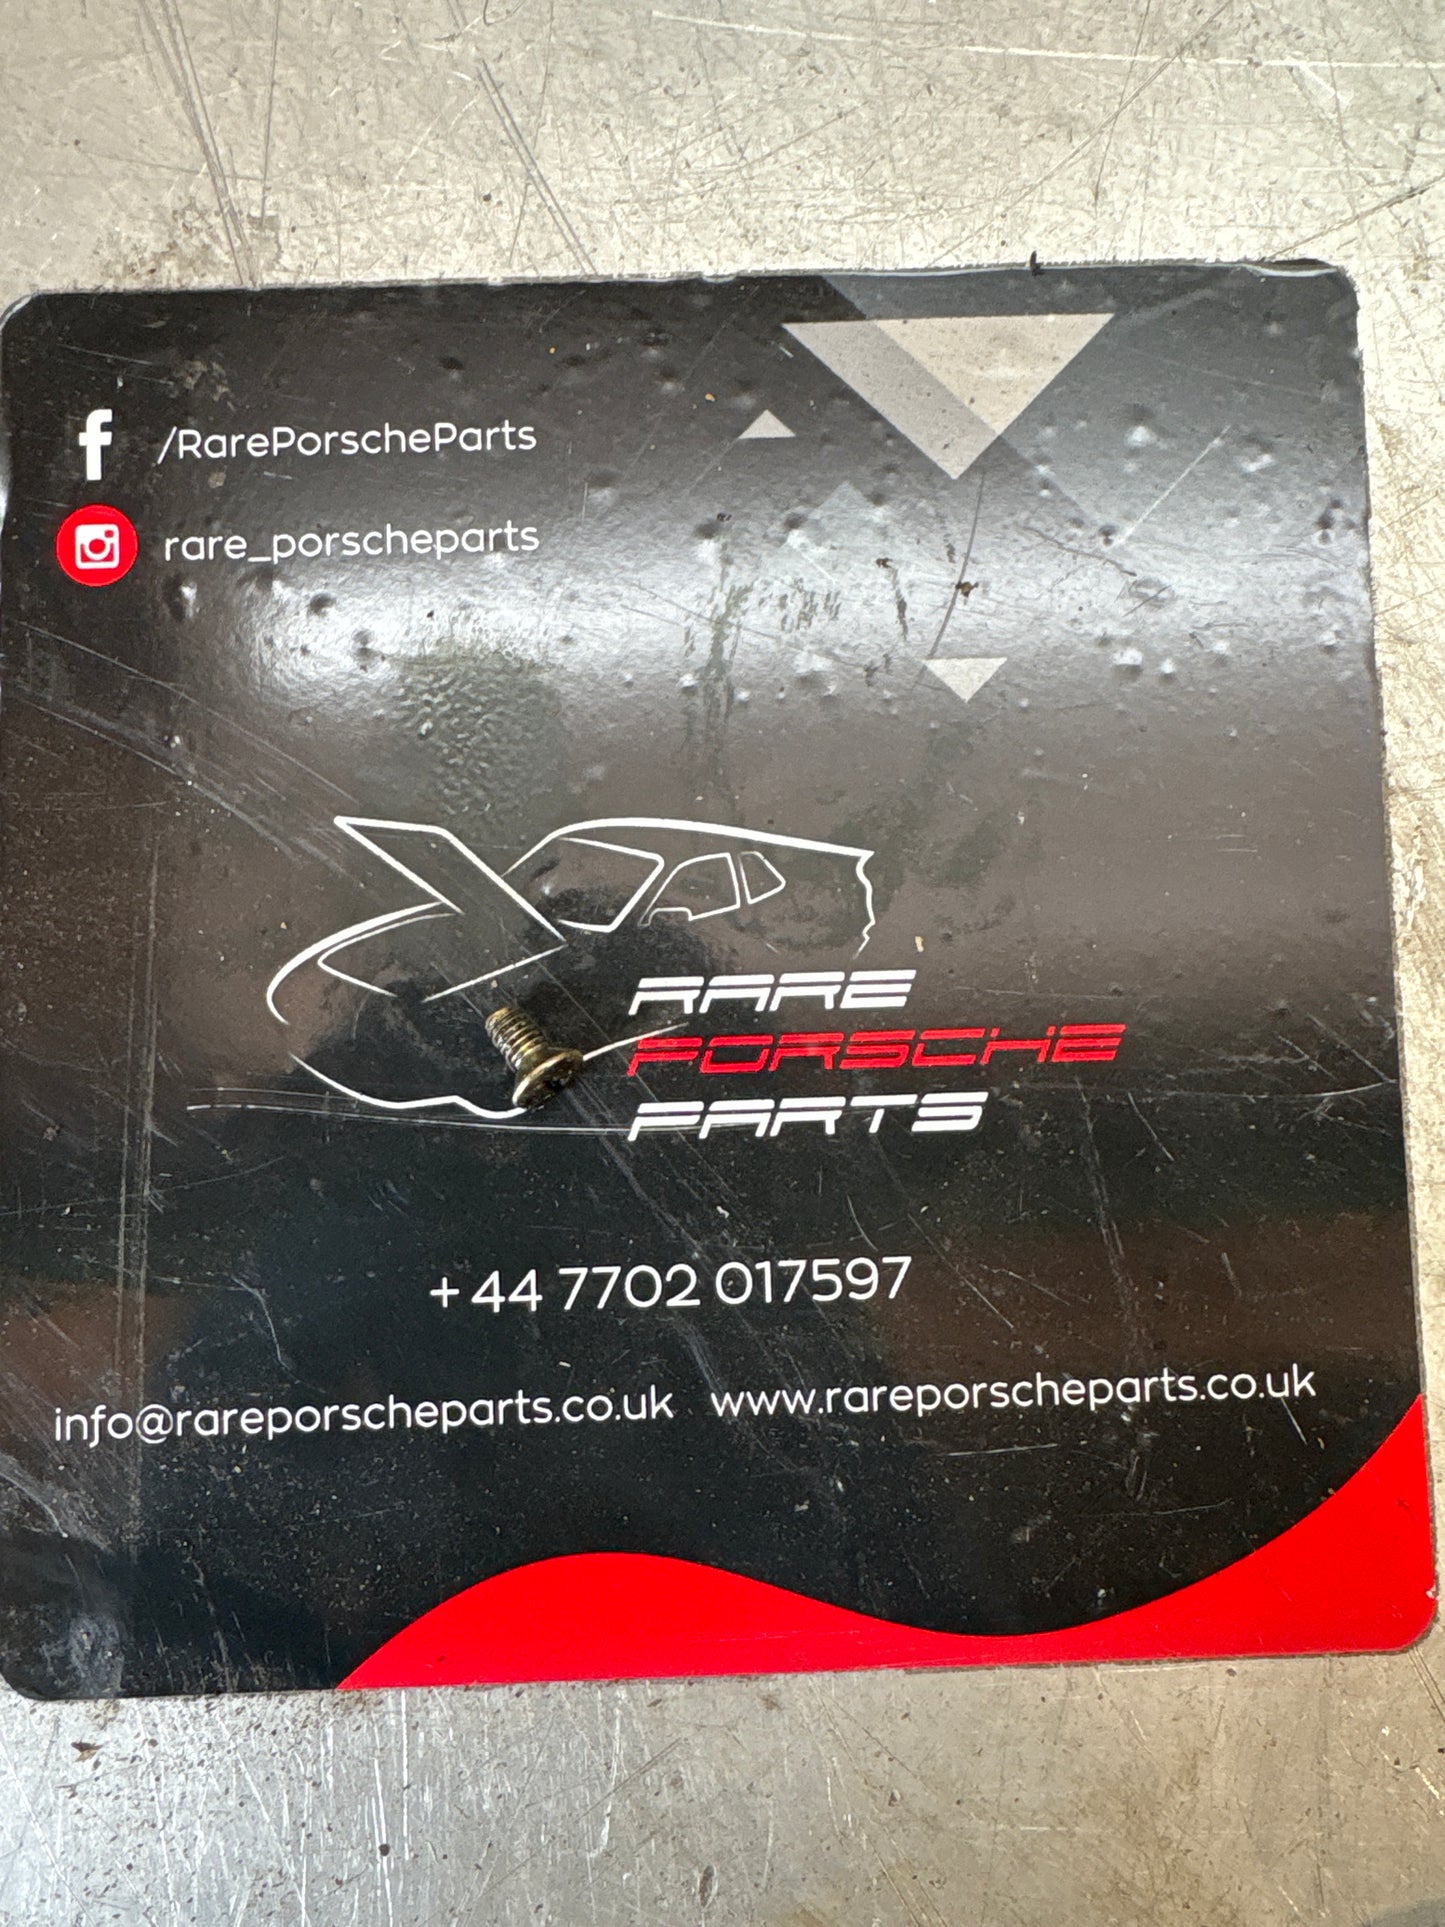 /RarePorscheParts
rare_porscheparts
RARE
PORSCHE
PARTS
+44 7702 017597
info@rareporscheparts.co.uk www.rareporscheparts.co.uk